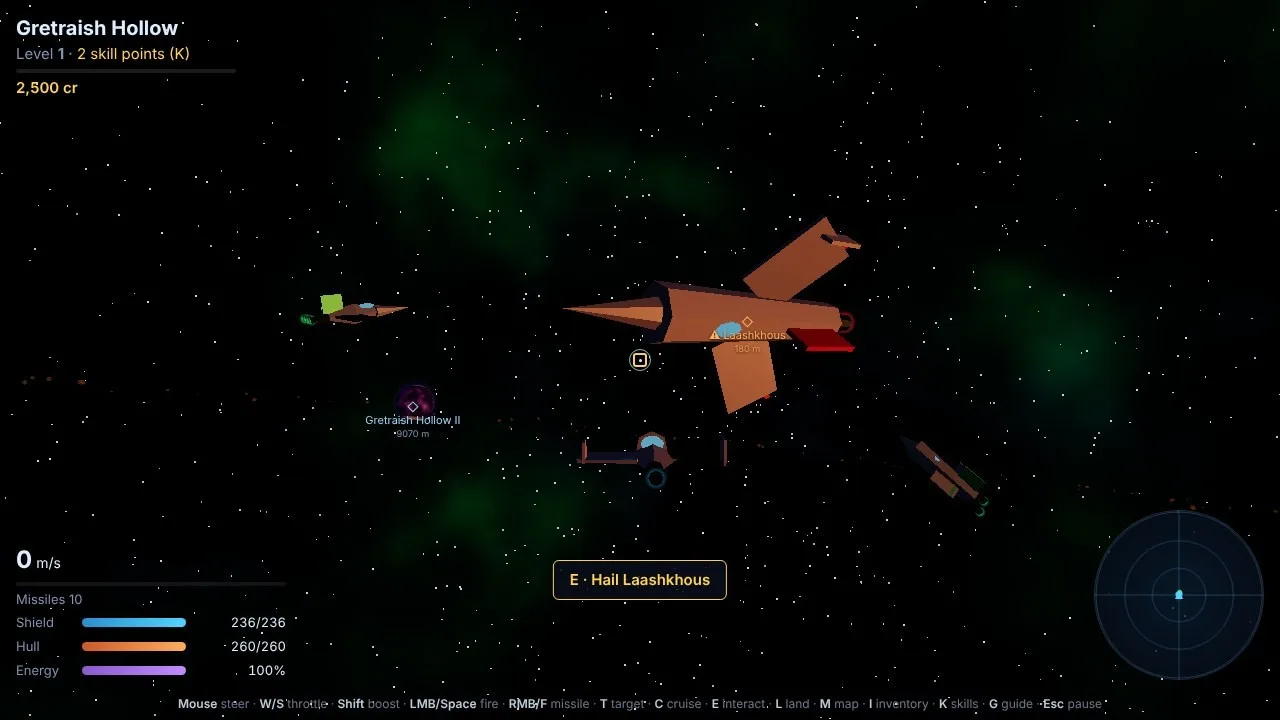 Gretraish Hollow
Level 1 · 2 skill points (K)
2,500 cr
⚠ Laashkhous
180 m
Gretraish Hollow II
9070 m
E · Hail Laashkhous
0 m/s
Missiles 10
Shield 236/236
Hull 260/260
Energy 100%
Mouse steer · W/S throttle · Shift boost · LMB/Space fire · RMB/F missile · T target · C cruise · E interact · L land · M map · I inventory · K skills · G guide · Esc pause